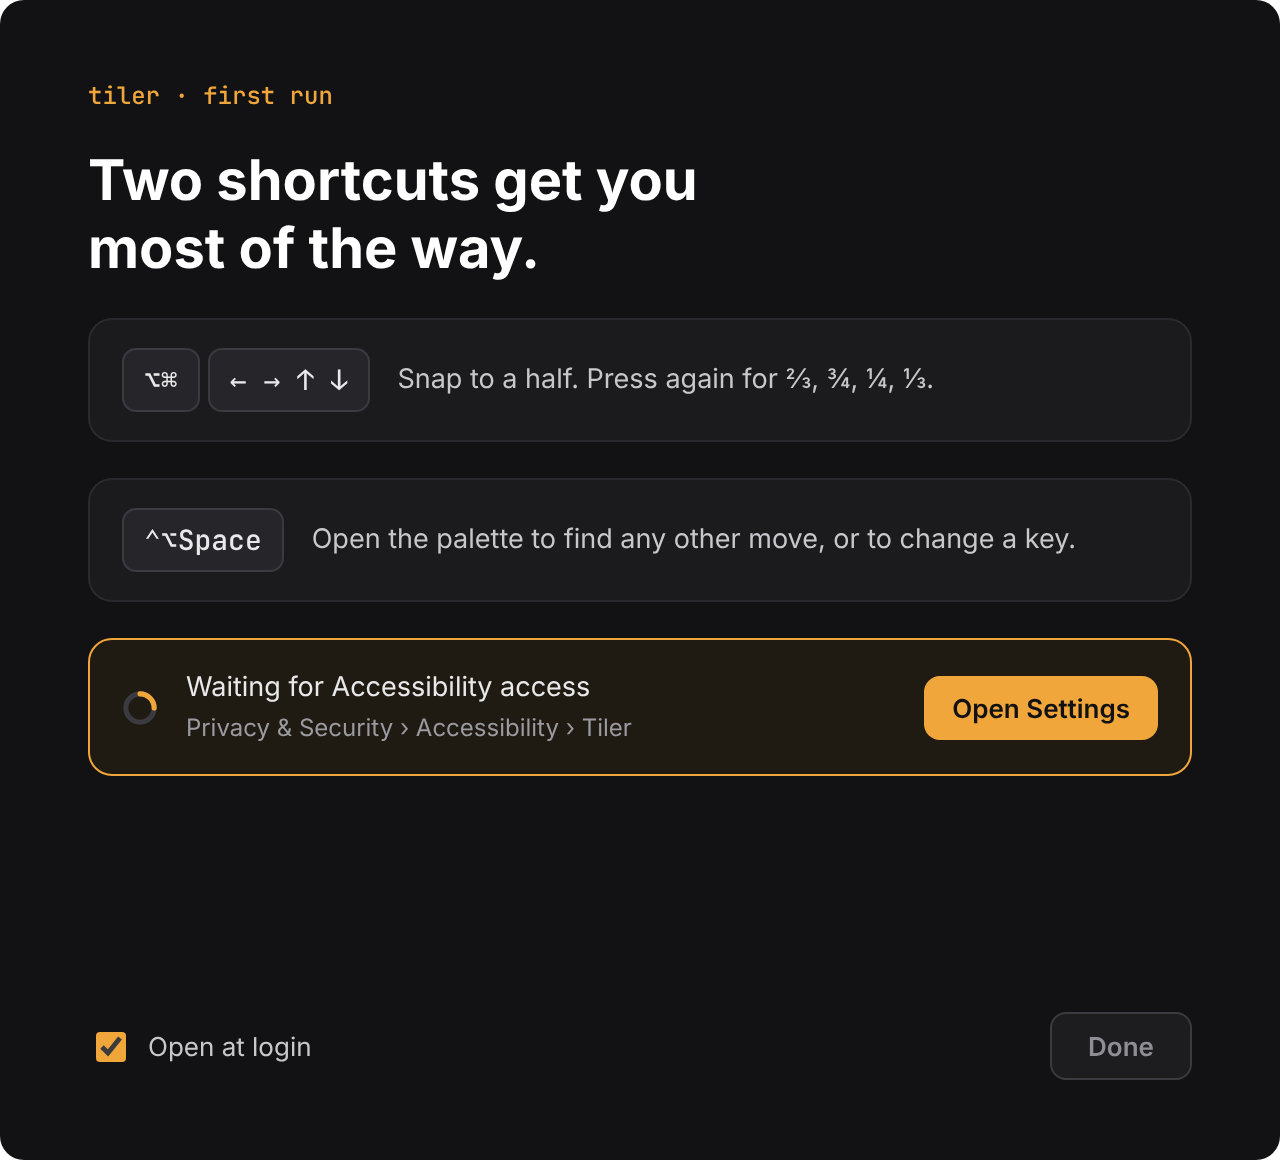 tiler · first run
Two shortcuts get you
most of the way.
⌥⌘ ← → ↑ ↓ Snap to a half. Press again for ⅔, ¾, ¼, ⅓.
^⌥Space Open the palette to find any other move, or to change a key.
Waiting for Accessibility access
Privacy & Security › Accessibility › Tiler
Open Settings
Open at login
Done